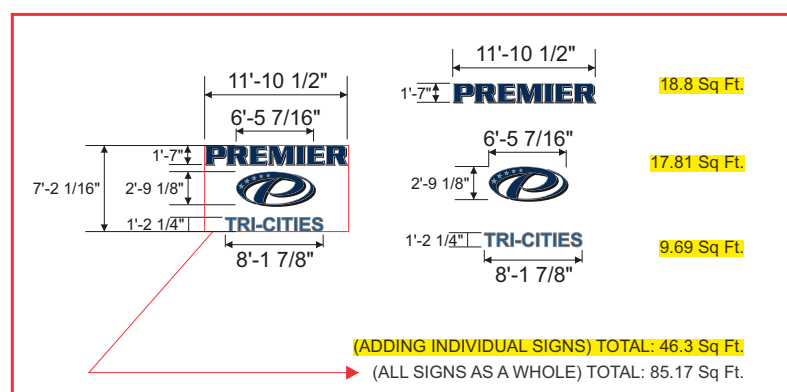 11'-10 1/2"
6'-5 7/16"
1'-7"
PREMIER
7'-2 1/16"
2'-9 1/8"
P
1'-2 1/4"
TRI-CITIES
8'-1 7/8"
11'-10 1/2"
1'-7"
PREMIER
18.8 Sq Ft.
6'-5 7/16"
2'-9 1/8"
P
17.81 Sq Ft.
1'-2 1/4"
TRI-CITIES
9.69 Sq Ft.
8'-1 7/8"
(ADDING INDIVIDUAL SIGNS) TOTAL: 46.3 Sq Ft.
(ALL SIGNS AS A WHOLE) TOTAL: 85.17 Sq Ft.